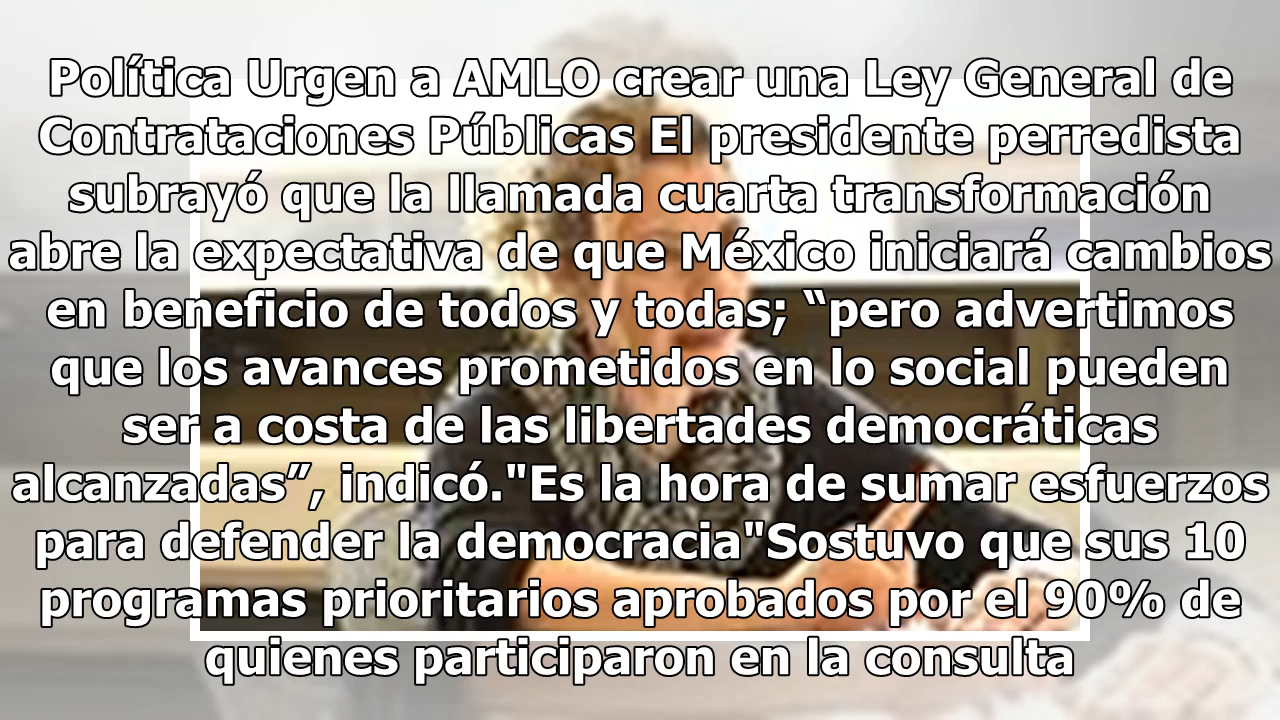 Política Urgen a AMLO crear una Ley General de
Contrataciones Públicas El presidente perredista
subrayó que la llamada cuarta transformación
abre la expectativa de que México iniciará cambios
en beneficio de todos y todas; “pero advertimos
que los avances prometidos en lo social pueden
ser a costa de las libertades democráticas
alcanzadas”, indicó."Es la hora de sumar esfuerzos
para defender la democracia"Sostuvo que sus 10
programas prioritarios aprobados por el 90% de
quienes participaron en la consulta